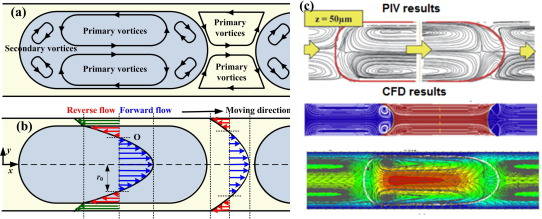 (a)
Primary vortices
Secondary vortices
Primary vortices
Primary
vortices
Primary
vortices
(b)
Reverse flow
Forward flow
Moving direction
O
r₀
y
x
(c)
PIV results
z = 50µm
CFD results